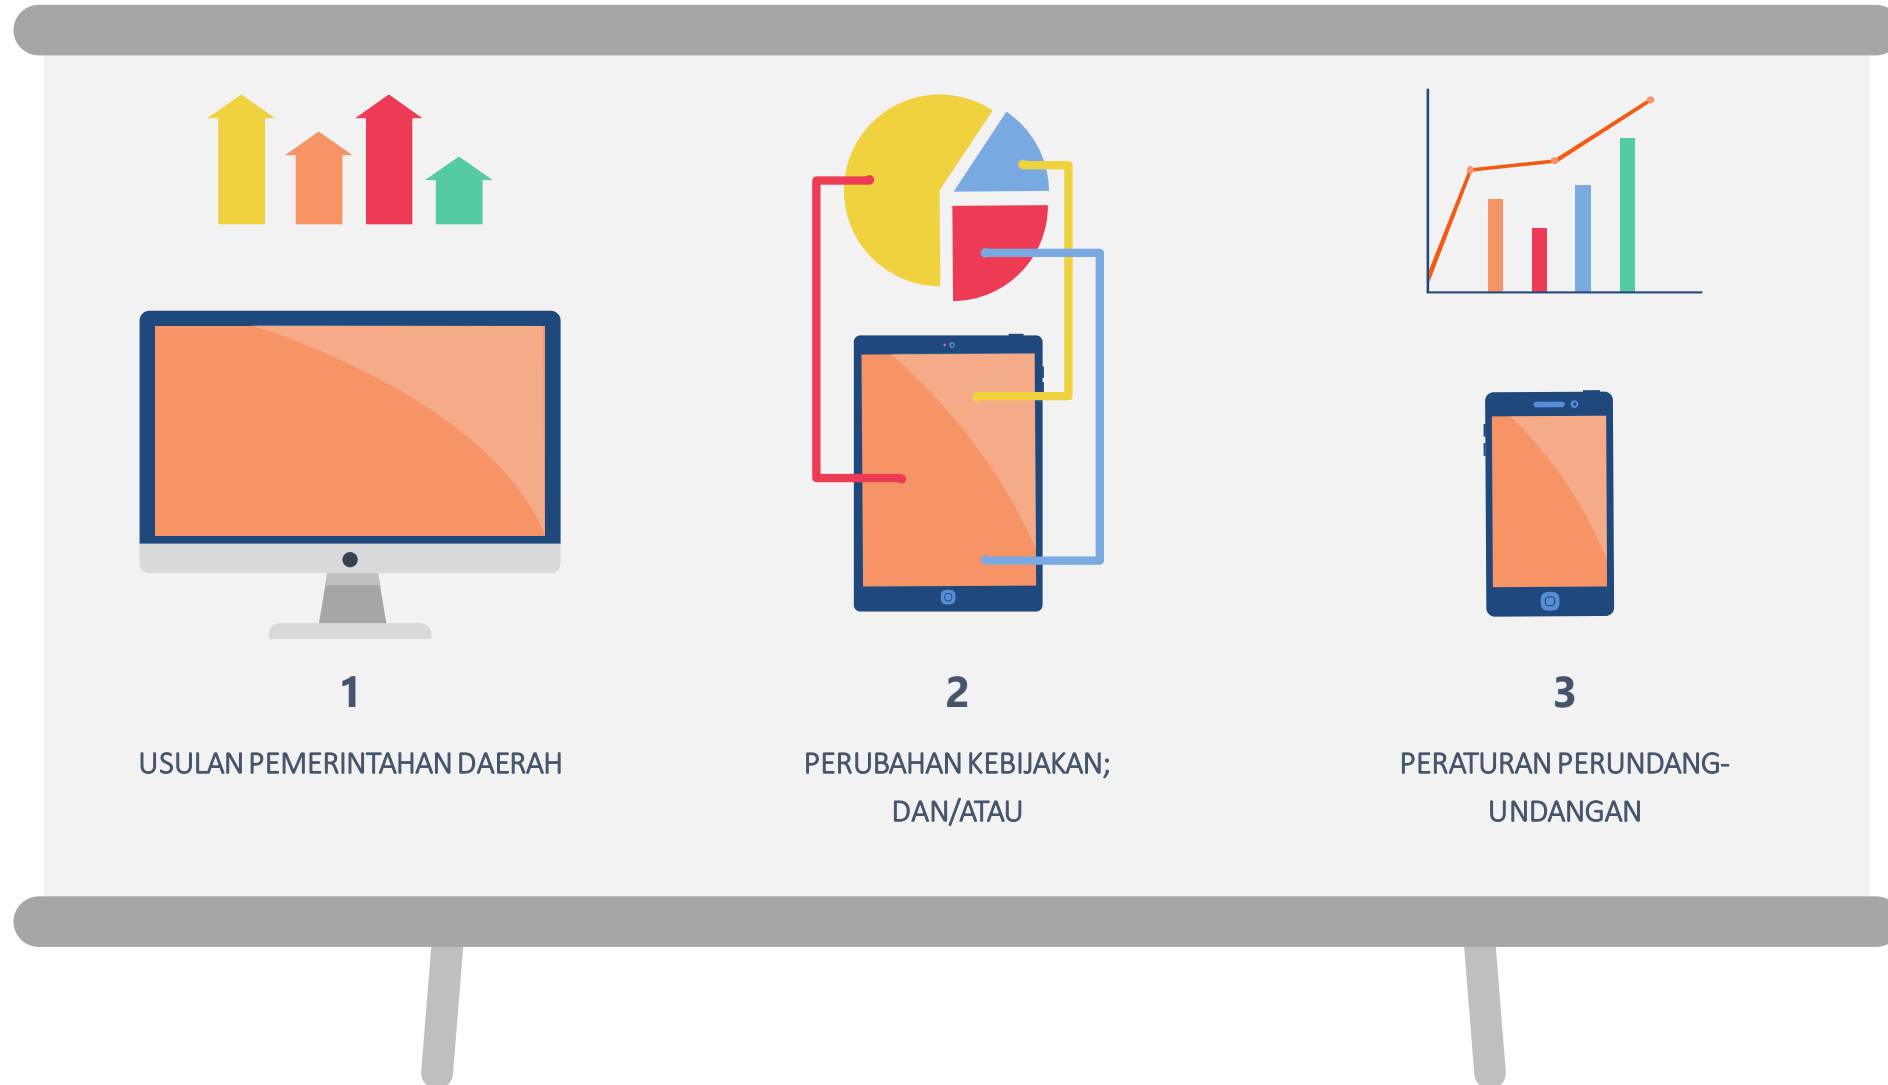 1
USULAN PEMERINTAHAN DAERAH
2
PERUBAHAN KEBIJAKAN;
DAN/ATAU
3
PERATURAN PERUNDANG-
UNDANGAN